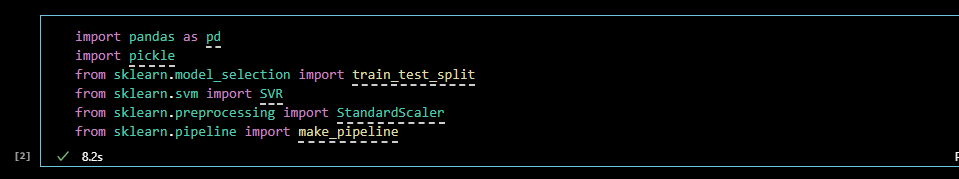 import pandas as pd
import pickle
from sklearn.model_selection import train_test_split
from sklearn.svm import SVR
from sklearn.preprocessing import StandardScaler
from sklearn.pipeline import make_pipeline
[2] ✓ 8.2s